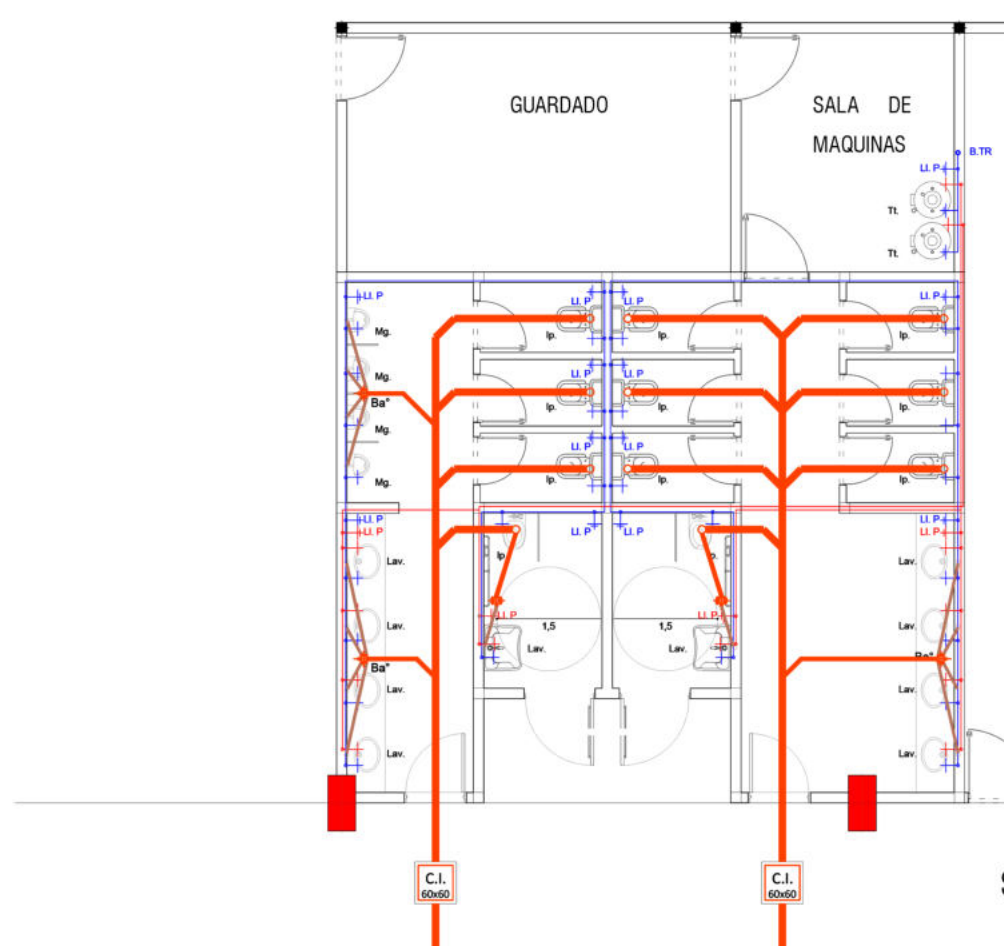 GUARDADO
SALA DE
MAQUINAS
B.TR
Ll. P
Tt.
Tt.
Ll. P
Ll. P
Ll. P
Ll. P
Mg.
Ip.
Ip.
Ip.
Ll. P
Ll. P
Mg.
Ba"
Ip.
Ip.
Ip.
Mg.
Ll. P
Ll. P
Mg.
Ip.
Ip.
Ip.
Ll. P
Ll. P
Ll. P
Ll. P
Ll. P
Ll. P
Ip.
Lav.
Lav.
Ll. P
Ll. P
Lav.
1,5
1,5
Lav.
Lav.
Lav.
Ba"
Lav.
Lav.
Lav.
Lav.
C.I.
60x60
C.I.
60x60